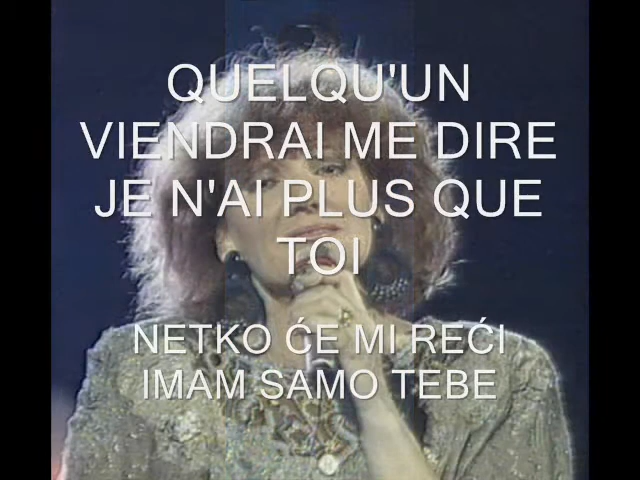 QUELQU'UN
VIENDRAI ME DIRE
JE N'AI PLUS QUE
TOI
NETKO ĆE MI REĆI
IMAM SAMO TEBE